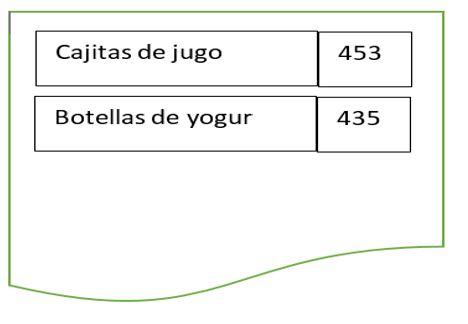 Cajitas de jugo 453
Botellas de yogur 435